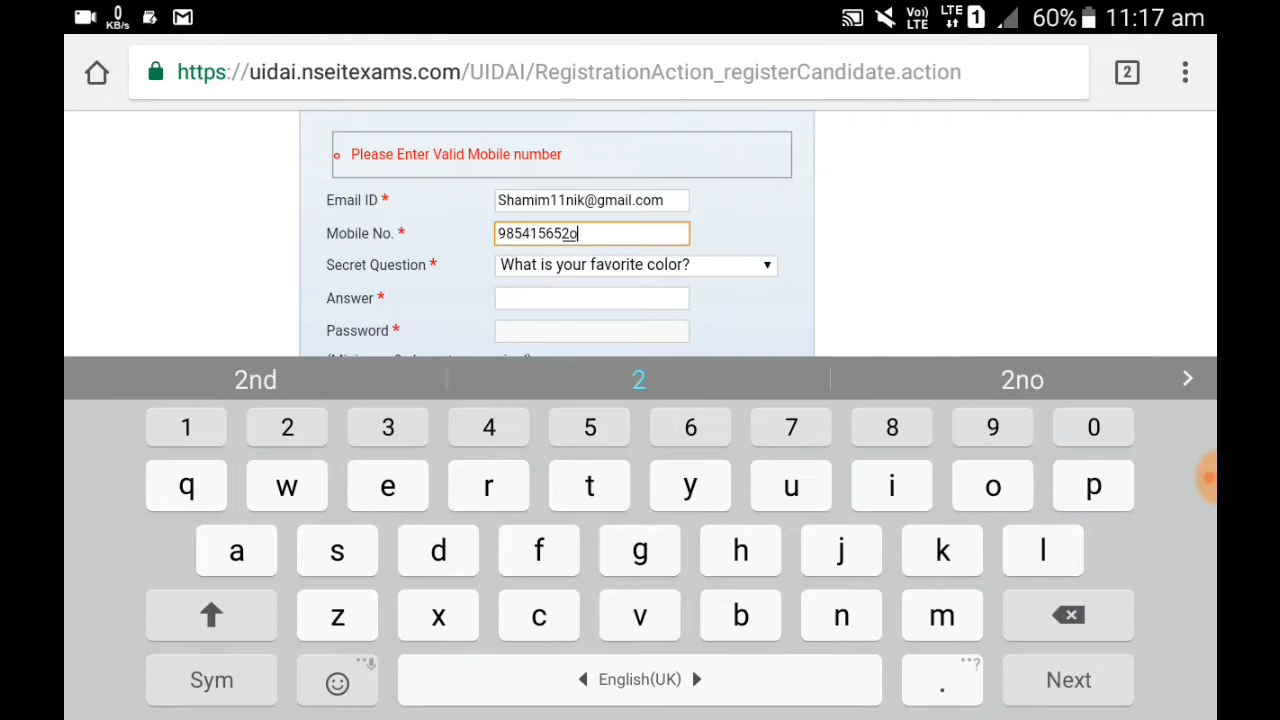 0 KB/s Vo)) LTE LTE 1 60% 11:17 am
https://uidai.nseitexams.com/UIDAI/RegistrationAction_registerCandidate.action 2
Please Enter Valid Mobile number
Email ID * Shamim11nik@gmail.com
Mobile No. * 985415652o
Secret Question * What is your favorite color?
Answer *
Password *
2nd 2 2no
1 2 3 4 5 6 7 8 9 0
q w e r t y u i o p
a s d f g h j k l
z x c v b n m
Sym English(UK) . ? Next